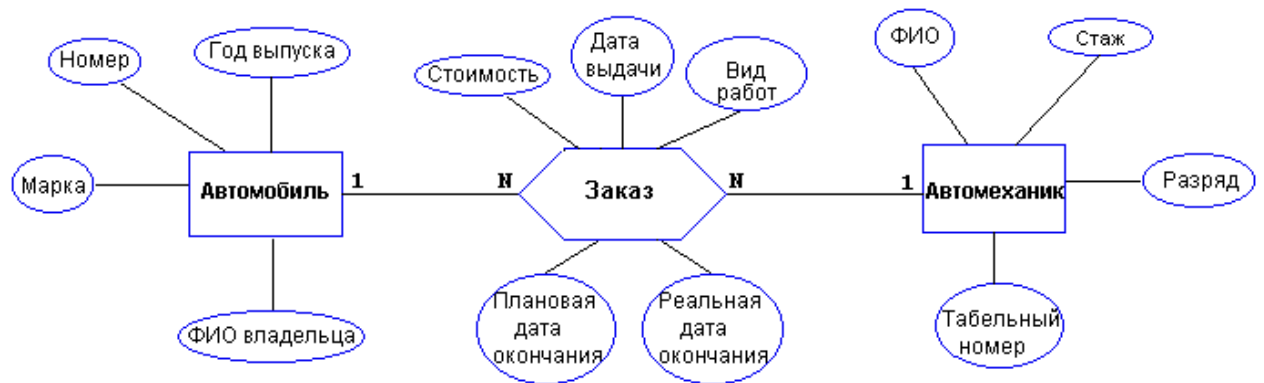 Номер
Год выпуска
Марка
Автомобиль
ФИО владельца
1
N
Стоимость
Дата
выдачи
Вид
работ
Заказ
Плановая
дата
окончания
Реальная
дата
окончания
N
1
ФИО
Стаж
Автомеханик
Разряд
Табельный
номер